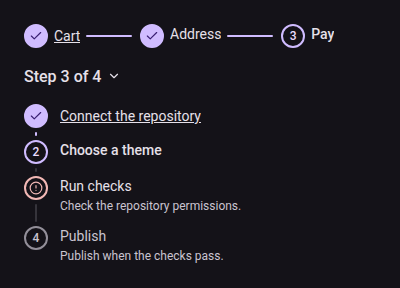 Cart Address 3 Pay
Step 3 of 4
Connect the repository
2 Choose a theme
Run checks
Check the repository permissions.
4 Publish
Publish when the checks pass.